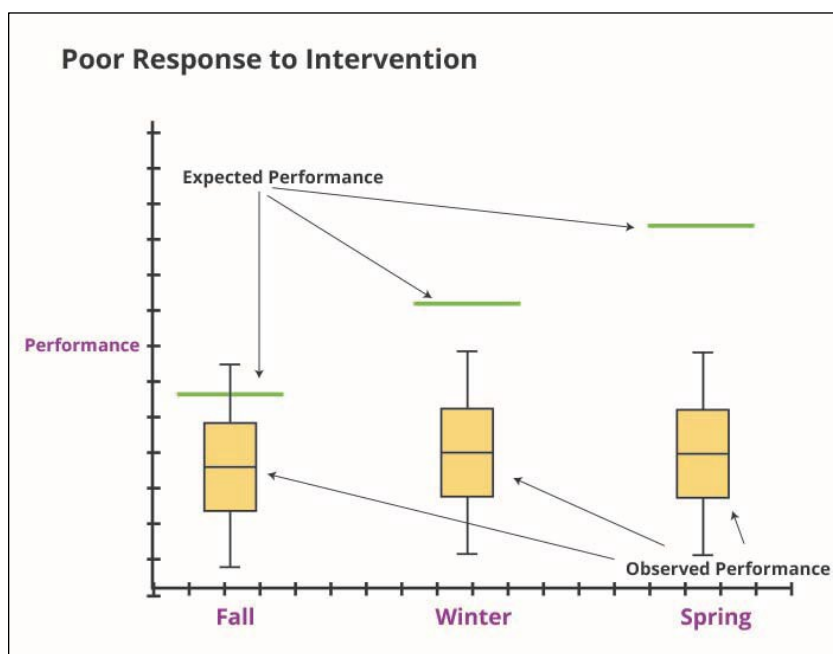 Poor Response to Intervention
Expected Performance
Performance
Observed Performance
Fall
Winter
Spring